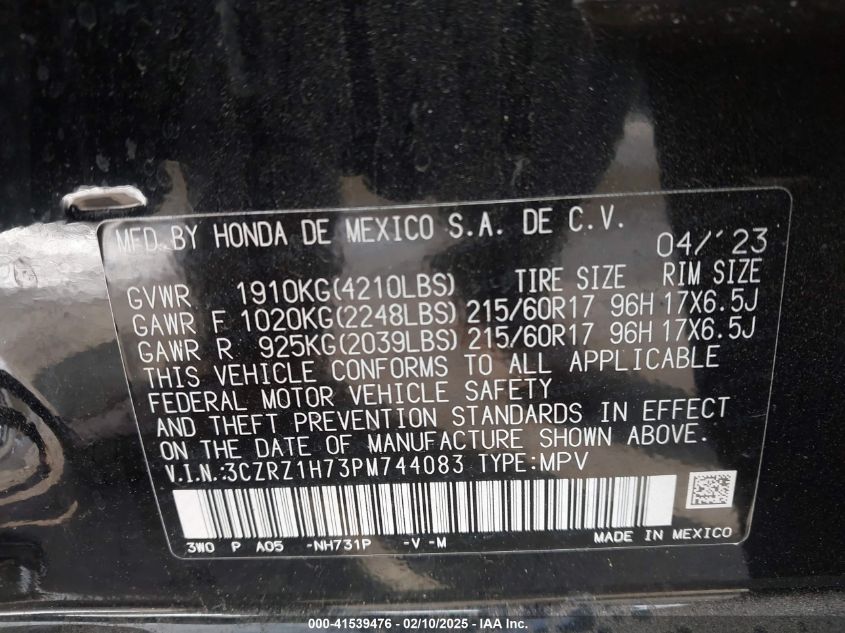 MFD. BY HONDA DE MEXICO S.A. DE C.V. 04/'23
GVWR 1910KG(4210LBS) TIRE SIZE RIM SIZE
GAWR F 1020KG(2248LBS) 215/60R17 96H 17X6.5J
GAWR R 925KG(2039LBS) 215/60R17 96H 17X6.5J
THIS VEHICLE CONFORMS TO ALL APPLICABLE
FEDERAL MOTOR VEHICLE SAFETY
AND THEFT PREVENTION STANDARDS IN EFFECT
ON THE DATE OF MANUFACTURE SHOWN ABOVE.
V.I.N.:3CZRZ1H73PM744083 TYPE:MPV
3W0 P A05 -NH731P -V -M MADE IN MEXICO
000-41539476 - 02/10/2025 - IAA Inc.